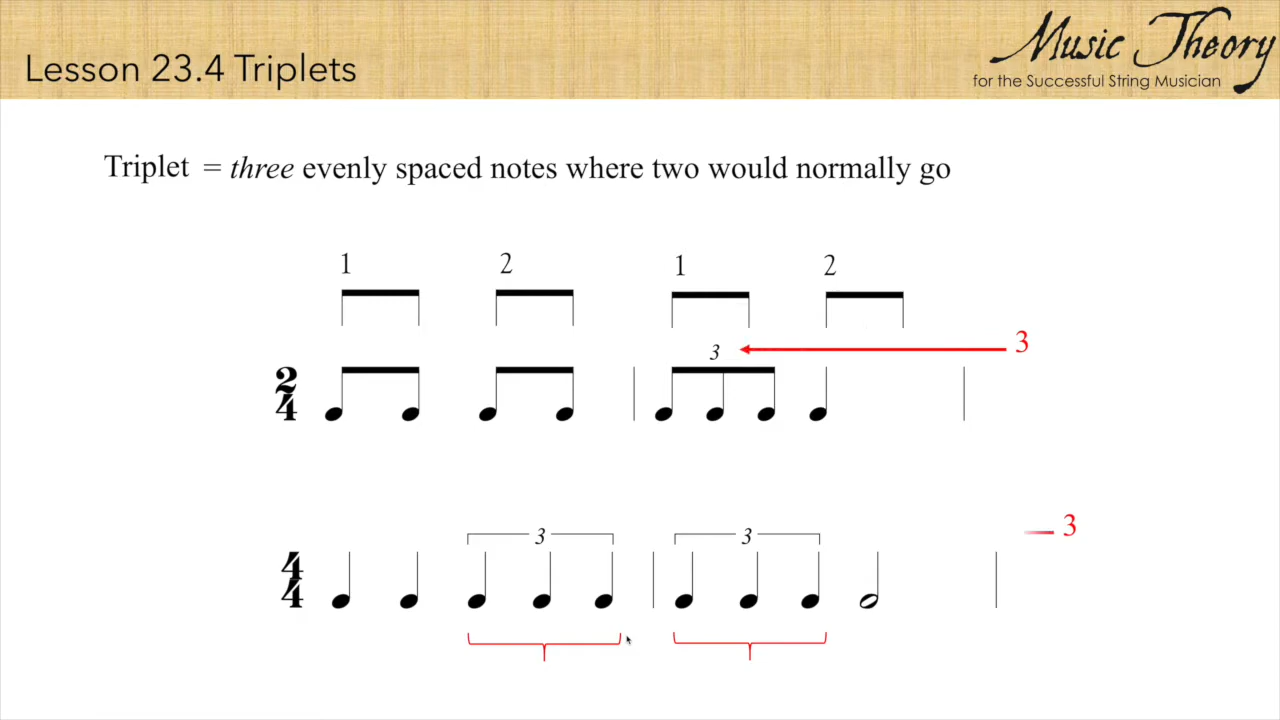 Lesson 23.4 Triplets
Music Theory
for the Successful String Musician
Triplet = three evenly spaced notes where two would normally go
1 2 1 2
3 3
2
4
3 3 3
4
4